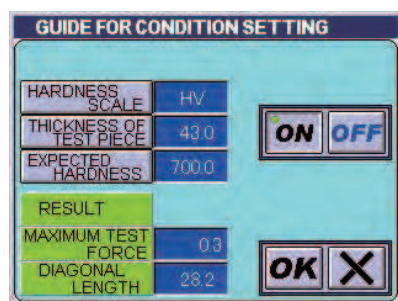 GUIDE FOR CONDITION SETTING
HARDNESS
SCALE
HV
THICKNESS OF
TEST PIECE
43.0
ON
OFF
EXPECTED
HARDNESS
700.0
RESULT
MAXIMUM TEST
FORCE
0.3
DIAGONAL
LENGTH
28.2
OK
X